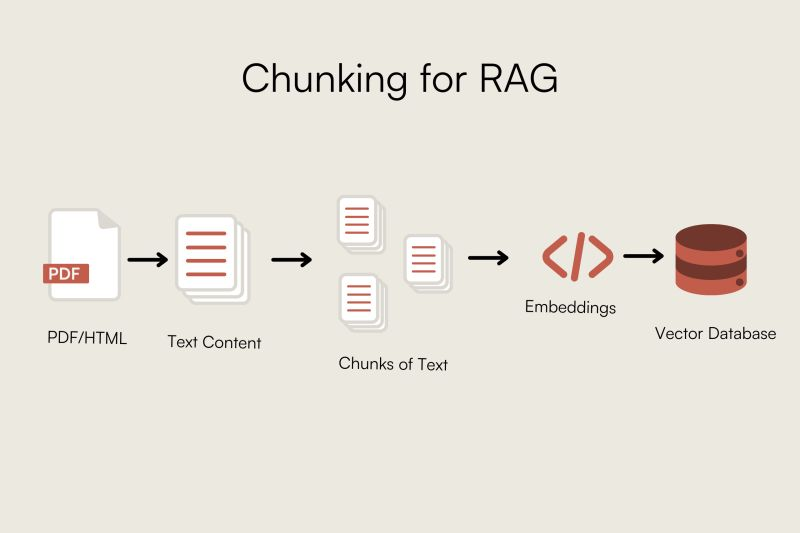 Chunking for RAG
PDF
PDF/HTML
Text Content
Chunks of Text
Embeddings
Vector Database